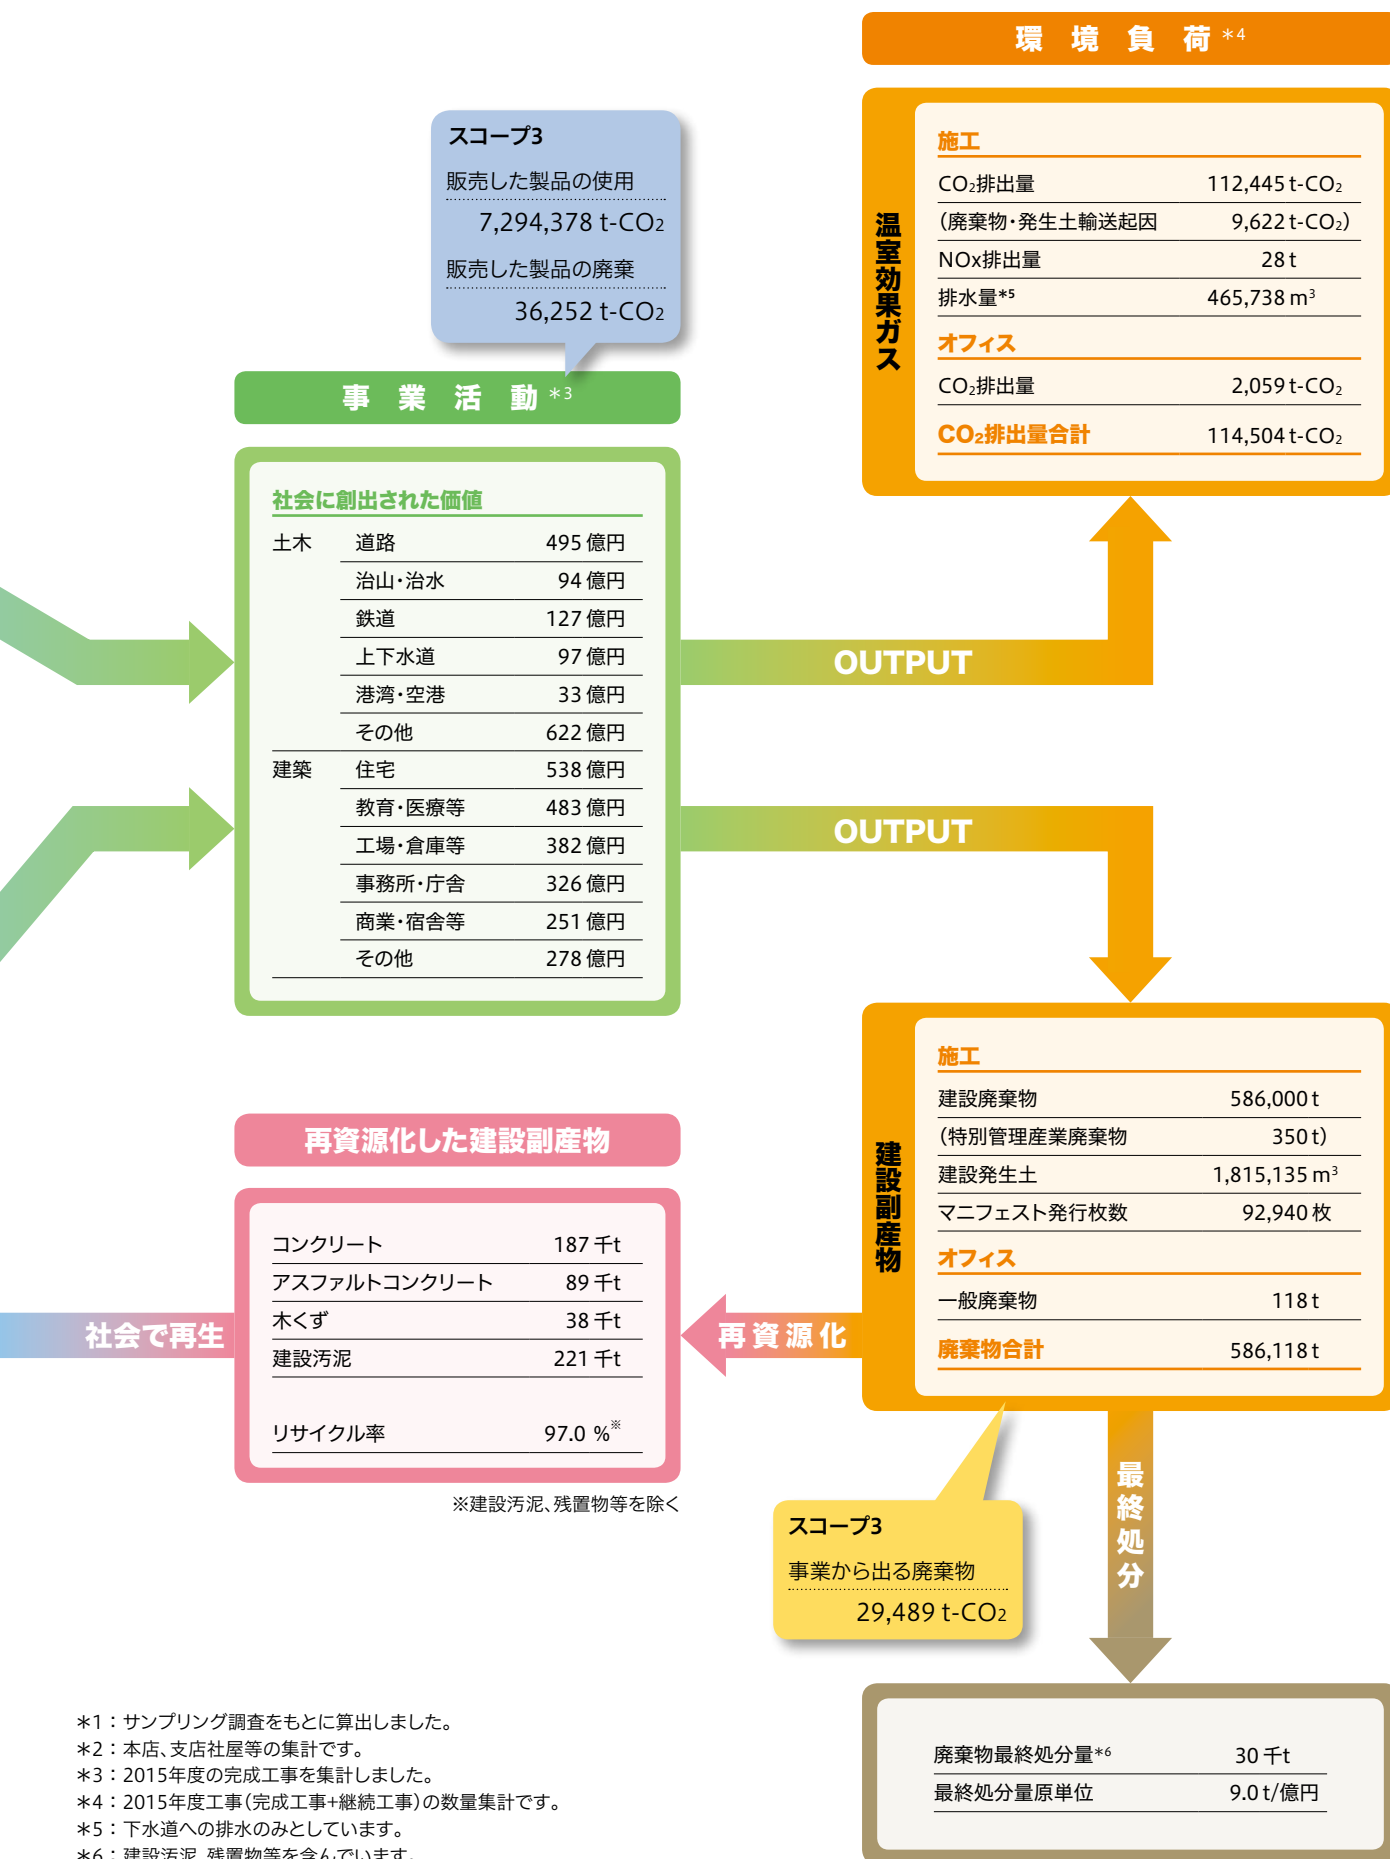 環境負荷＊4
スコープ3
販売した製品の使用
7,294,378 t-CO2
販売した製品の廃棄
36,252 t-CO2
温室効果ガス
施工
CO2排出量 112,445 t-CO2
（廃棄物・発生土輸送起因 9,622 t-CO2）
NOx排出量 28 t
排水量*5 465,738 m3
オフィス
CO2排出量 2,059 t-CO2
CO2排出量合計 114,504 t-CO2
事業活動＊3
社会に創出された価値
土木 道路 495 億円
治山・治水 94 億円
鉄道 127 億円
上下水道 97 億円
港湾・空港 33 億円
その他 622 億円
建築 住宅 538 億円
教育・医療等 483 億円
工場・倉庫等 382 億円
事務所・庁舎 326 億円
商業・宿舎等 251 億円
その他 278 億円
OUTPUT
OUTPUT
建設副産物
施工
建設廃棄物 586,000 t
（特別管理産業廃棄物 350 t）
建設発生土 1,815,135 m3
マニフェスト発行枚数 92,940 枚
オフィス
一般廃棄物 118 t
廃棄物合計 586,118 t
再資源化
再資源化した建設副産物
コンクリート 187 千t
アスファルトコンクリート 89 千t
木くず 38 千t
建設汚泥 221 千t
リサイクル率 97.0 %※
※建設汚泥、残置物等を除く
社会で再生
スコープ3
事業から出る廃棄物
29,489 t-CO2
最終処分
廃棄物最終処分量*6 30 千t
最終処分量原単位 9.0 t/億円
＊1：サンプリング調査をもとに算出しました。
＊2：本店、支店社屋等の集計です。
＊3：2015年度の完成工事を集計しました。
＊4：2015年度工事（完成工事+継続工事）の数量集計です。
＊5：下水道への排水のみとしています。
＊6：建設汚泥、残置物等を含んでいます。